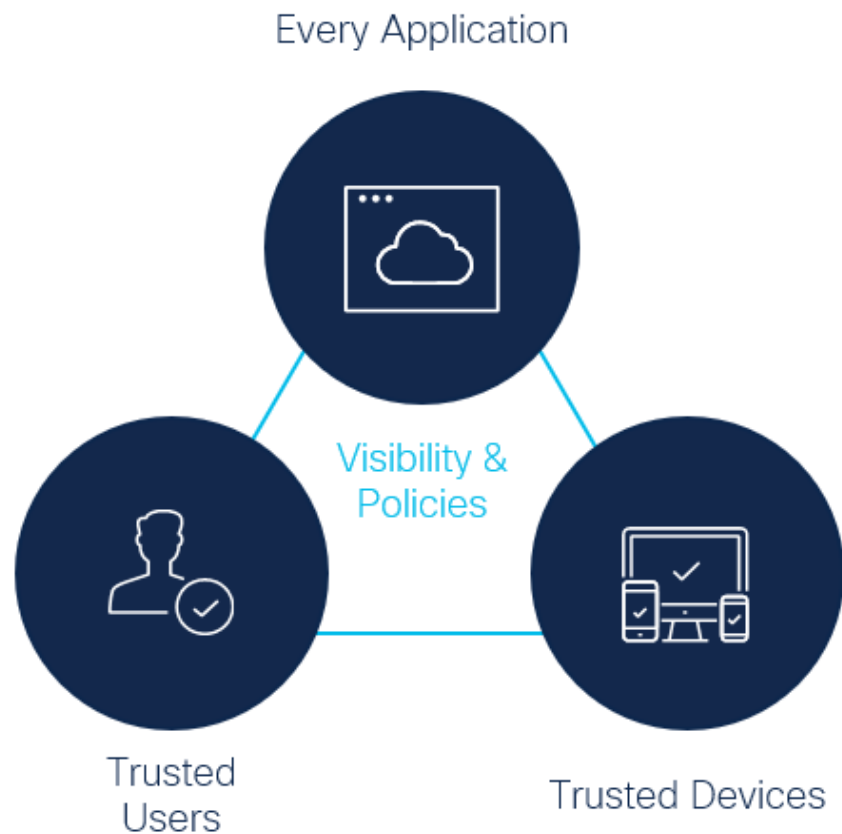 Every Application
Visibility &
Policies
Trusted
Users
Trusted Devices